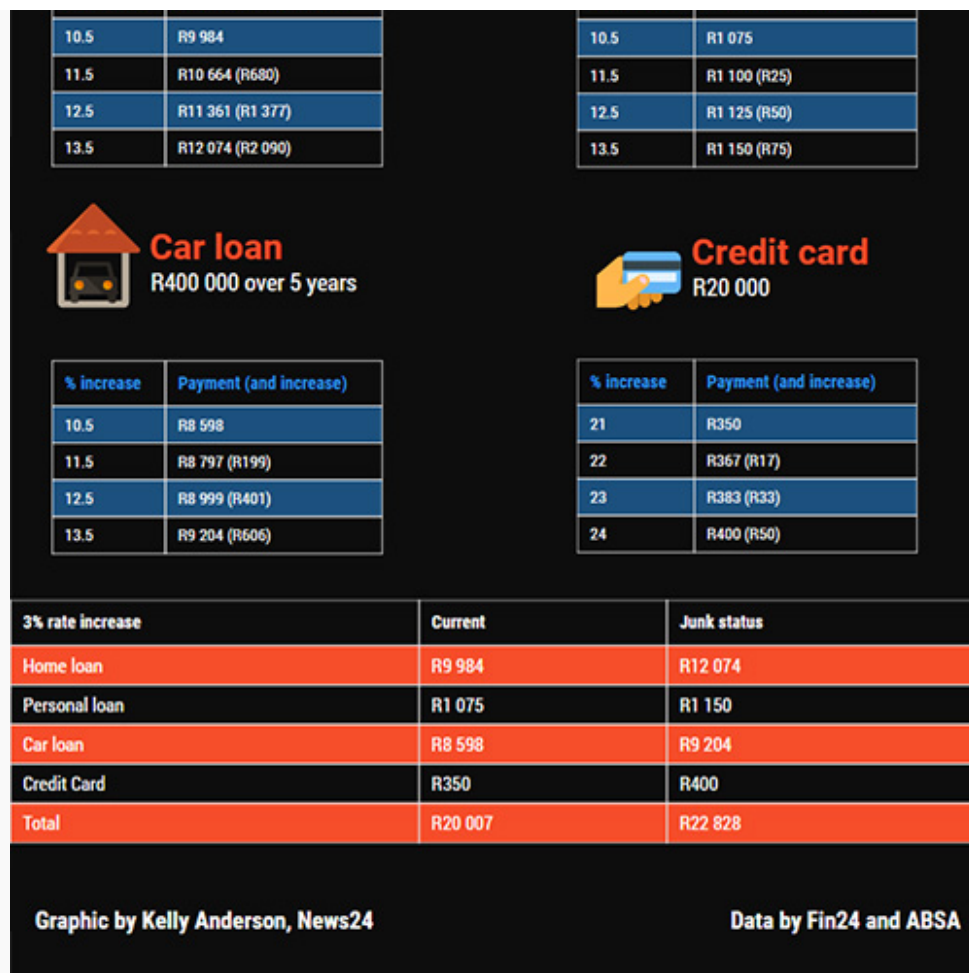 10.5 R9 984
11.5 R10 664 (R680)
12.5 R11 361 (R1 377)
13.5 R12 074 (R2 090)
10.5 R1 075
11.5 R1 100 (R25)
12.5 R1 125 (R50)
13.5 R1 150 (R75)
Car loan
R400 000 over 5 years
% increase Payment (and increase)
10.5 R8 598
11.5 R8 797 (R199)
12.5 R8 999 (R401)
13.5 R9 204 (R606)
Credit card
R20 000
% increase Payment (and increase)
21 R350
22 R367 (R17)
23 R383 (R33)
24 R400 (R50)
3% rate increase Current Junk status
Home loan R9 984 R12 074
Personal loan R1 075 R1 150
Car loan R8 598 R9 204
Credit Card R350 R400
Total R20 007 R22 828
Graphic by Kelly Anderson, News24
Data by Fin24 and ABSA